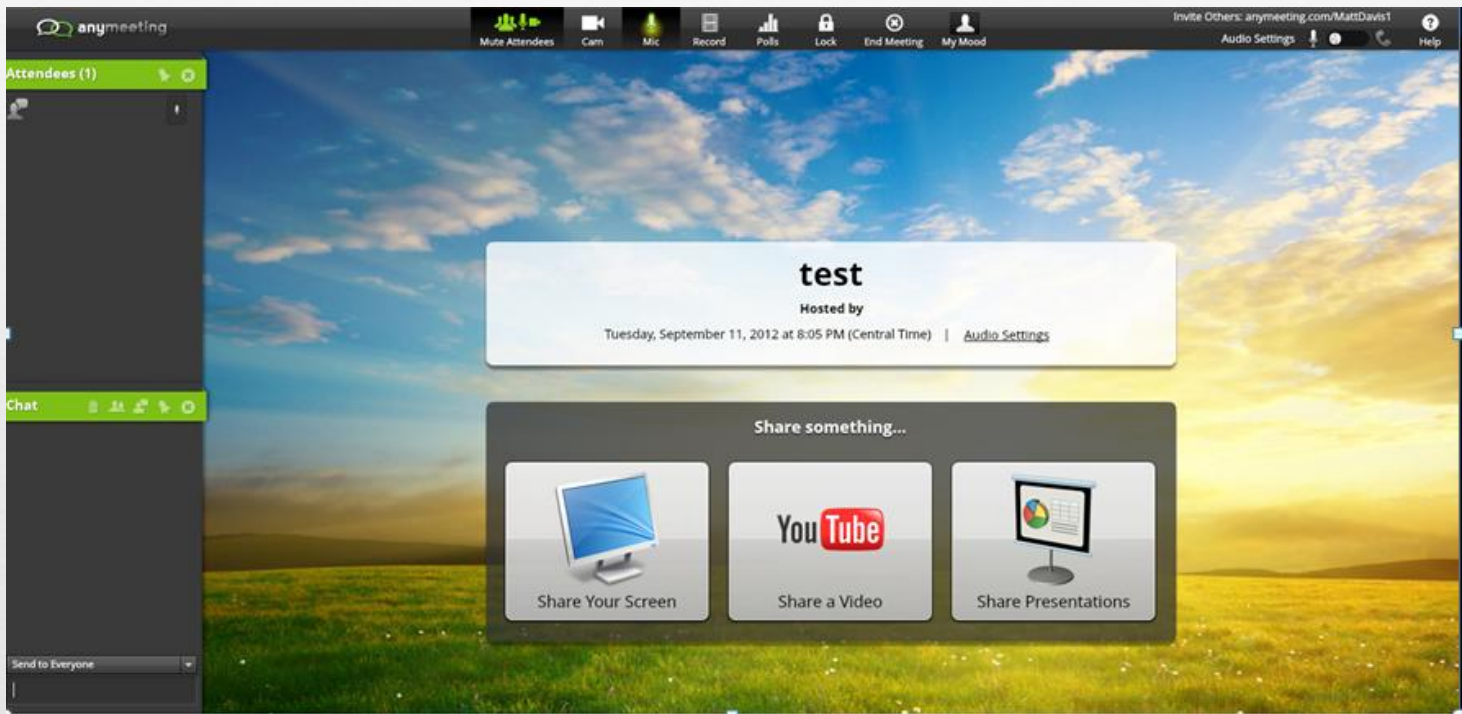 anymeeting
Mute Attendees
Cam
Mic
Record
Polls
Lock
End Meeting
My Mood
Invite Others: anymeeting.com/MattDavis1
Audio Settings
Help
Attendees (1)
test
Hosted by
Tuesday, September 11, 2012 at 8:05 PM (Central Time) | Audio Settings
Chat
Share something...
YouTube
Share Your Screen
Share a Video
Share Presentations
Send to Everyone